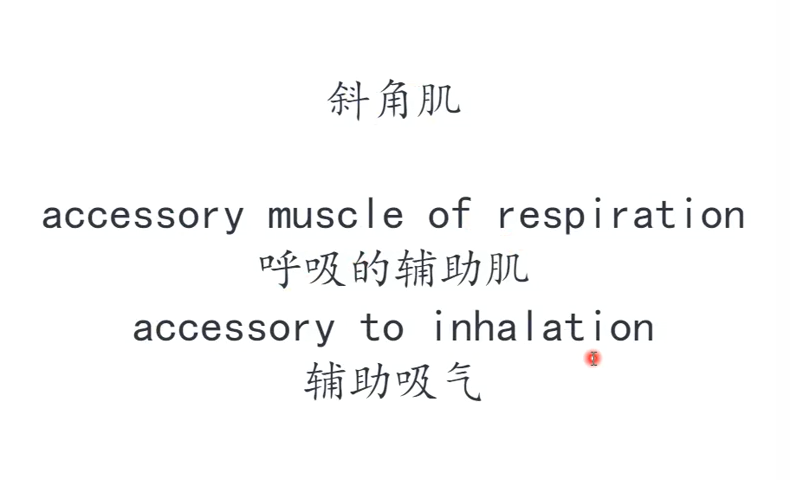 斜角肌
accessory muscle of respiration
呼吸的辅助肌
accessory to inhalation
辅助吸气